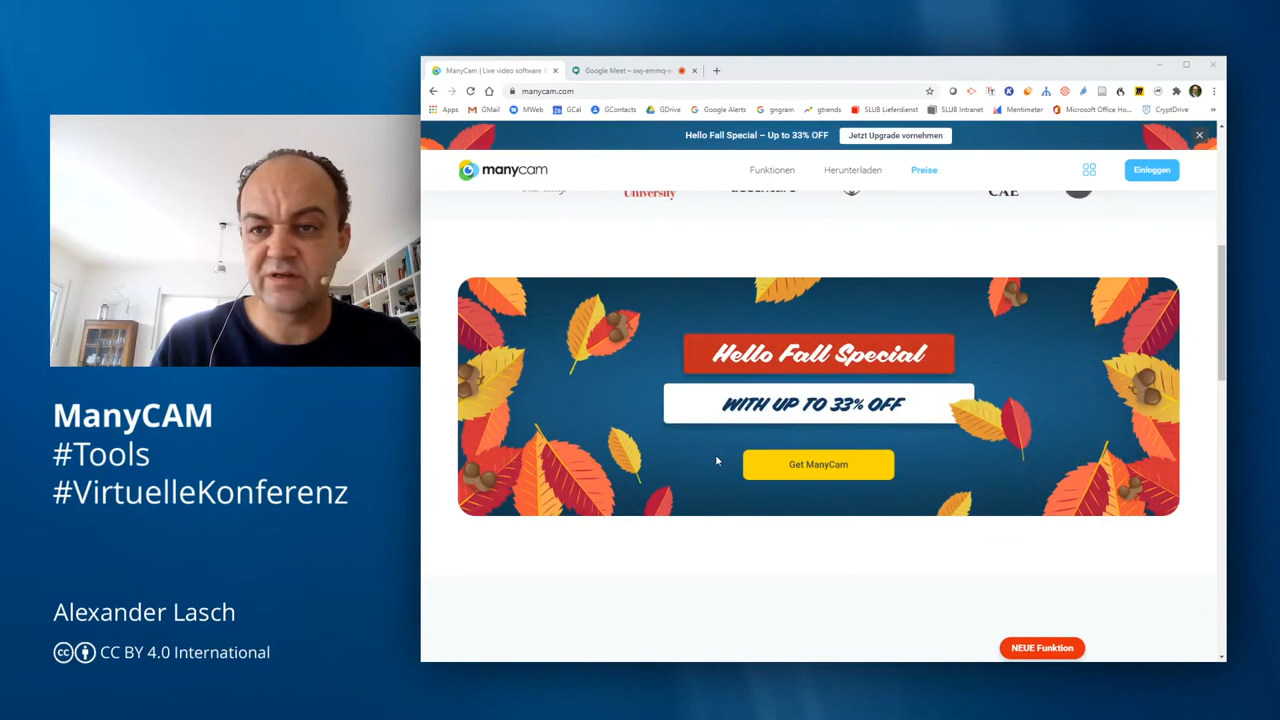 ManyCAM
#Tools
#VirtuelleKonferenz
Alexander Lasch
CC BY 4.0 International
ManyCam | Live video software
Google Meet – swj-emmq-
manycam.com
Apps GMail MWeb GCal GContacts GDrive Google Alerts gngram gtrends SLUB Lieferdienst SLUB Intranet Mentimeter Microsoft Office Ho... CryptDrive
Hello Fall Special – Up to 33% OFF Jetzt Upgrade vornehmen
manycam Funktionen Herunterladen Preise Einloggen
University CAE
Hello Fall Special
WITH UP TO 33% OFF
Get ManyCam
NEUE Funktion